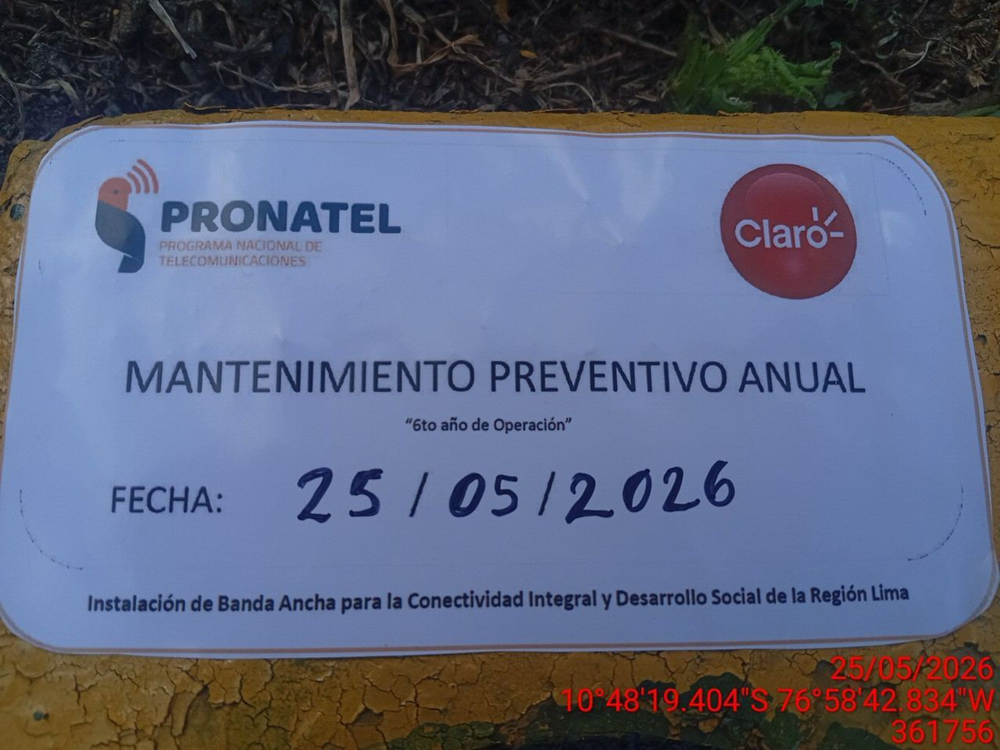 PRONATEL
PROGRAMA NACIONAL DE
TELECOMUNICACIONES
Claro
MANTENIMIENTO PREVENTIVO ANUAL
“6to año de Operación”
FECHA: 25/05/2026
Instalación de Banda Ancha para la Conectividad Integral y Desarrollo Social de la Región Lima
25/05/2026
10°48'19.404"S 76°58'42.834"W
361756